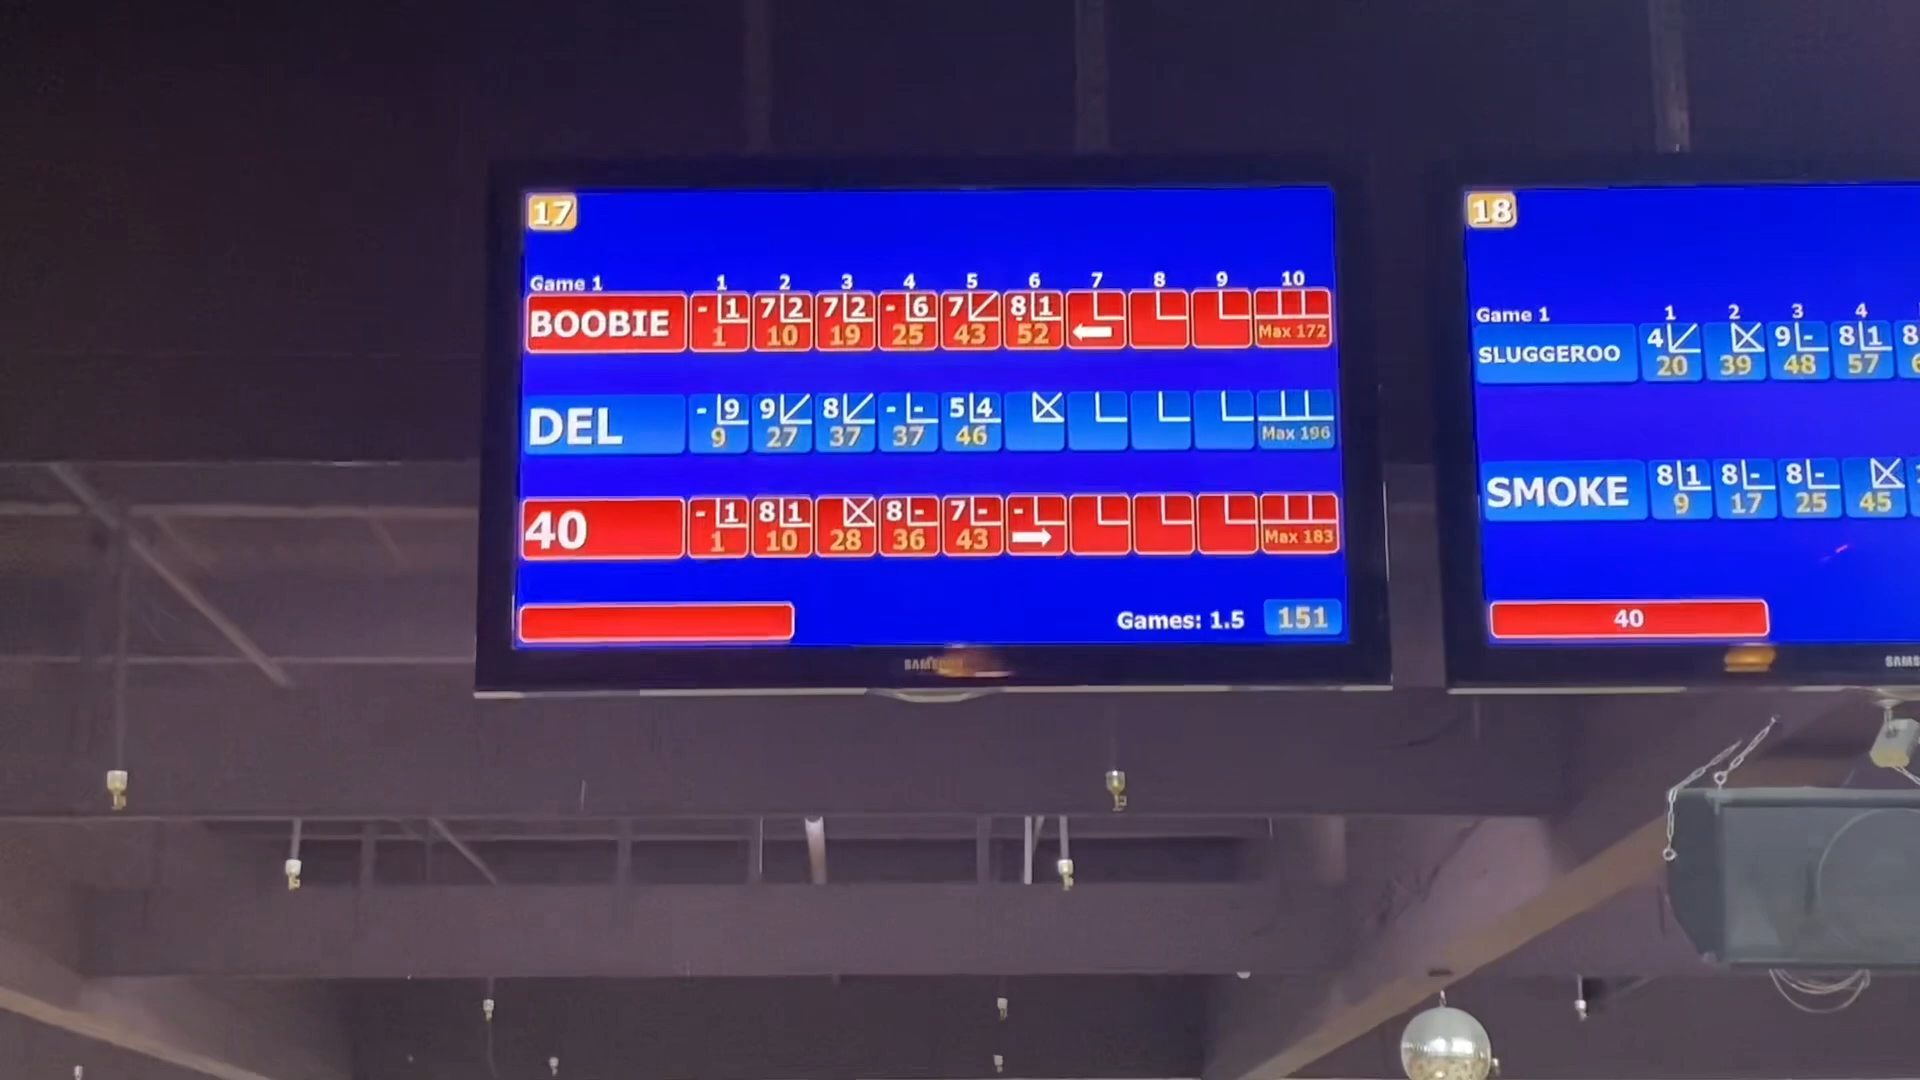 17
Game 1 1 2 3 4 5 6 7 8 9 10
BOOBIE - 1 7 2 7 2 - 6 7 / 8 1
1 10 19 25 43 52 Max 172
DEL - 9 9 / 8 / - - 5 4 X
9 27 37 37 46 Max 196
40 - 1 8 1 X 8 - 7 - -
1 10 28 36 43 Max 183
Games: 1.5 151
SAMSUNG
18
Game 1 1 2 3 4
SLUGGEROO 4 / X 9 - 8 1 8
20 39 48 57
SMOKE 8 1 8 - 8 - X
9 17 25 45
40
SAMS